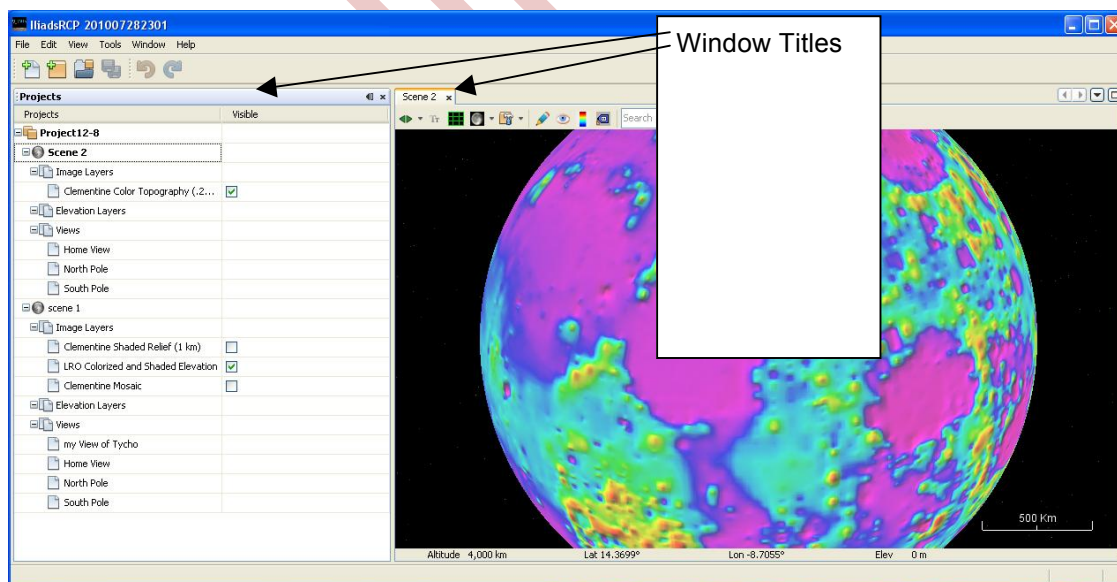 IliadsRCP 201007282301
File Edit View Tools Window Help
Window Titles
Projects
Scene 2
Projects Visible
Search
Project12-8
Scene 2
Image Layers
Clementine Color Topography (.2...
Elevation Layers
Views
Home View
North Pole
South Pole
scene 1
Image Layers
Clementine Shaded Relief (1 km)
LRO Colorized and Shaded Elevation
Clementine Mosaic
Elevation Layers
Views
my View of Tycho
Home View
North Pole
South Pole
500 Km
Altitude 4,000 km Lat 14.3699° Lon -8.7055° Elev 0 m